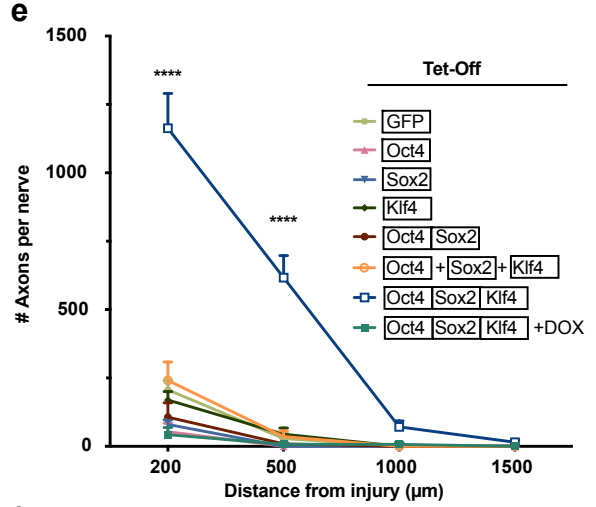 e
1500
1000
500
0
# Axons per nerve
****
****
Tet-Off
GFP
Oct4
Sox2
Klf4
Oct4 Sox2
Oct4 + Sox2 + Klf4
Oct4 Sox2 Klf4
Oct4 Sox2 Klf4 +DOX
200 500 1000 1500
Distance from injury (µm)